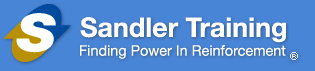 S Sandler Training
Finding Power In Reinforcement ®